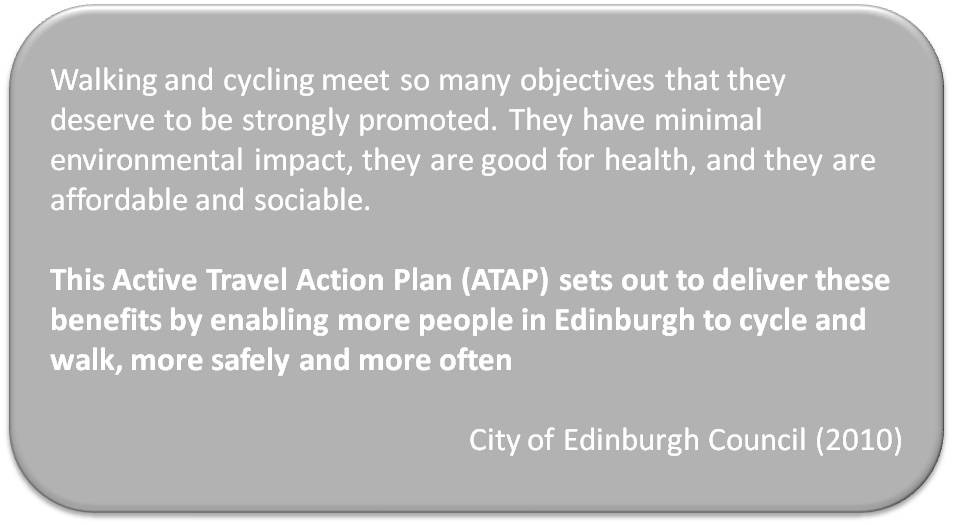 Walking and cycling meet so many objectives that they
deserve to be strongly promoted. They have minimal
environmental impact, they are good for health, and they are
affordable and sociable.
This Active Travel Action Plan (ATAP) sets out to deliver these
benefits by enabling more people in Edinburgh to cycle and
walk, more safely and more often
City of Edinburgh Council (2010)